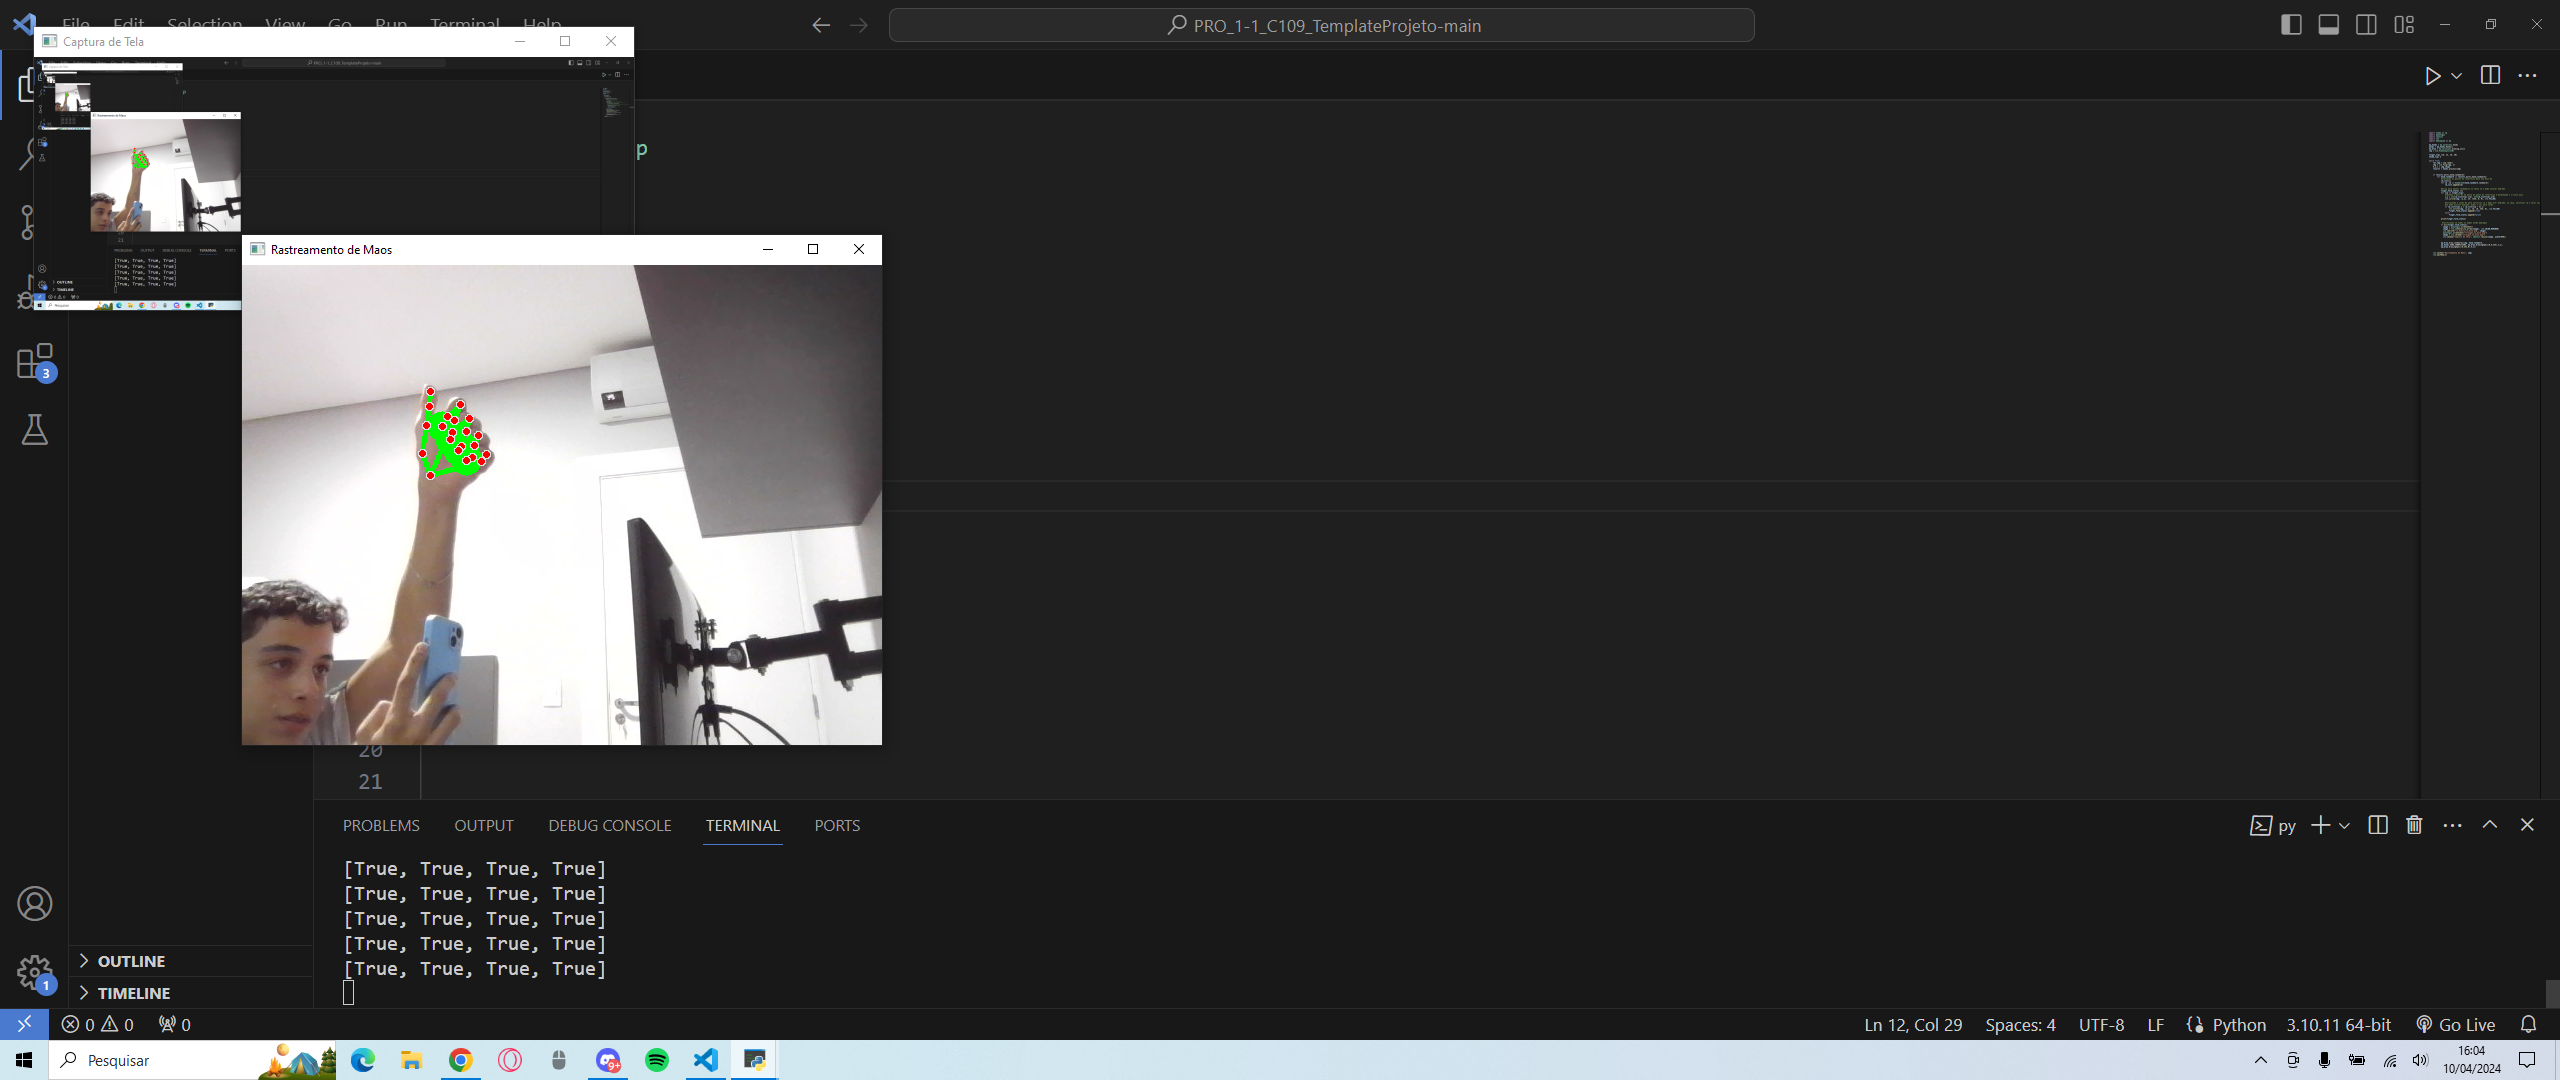 File Edit Selection View Go Run Terminal Help
PRO_1-1_C109_TemplateProjeto-main
Captura de Tela
p
Rastreamento de Maos
3
20
21
PROBLEMS OUTPUT DEBUG CONSOLE TERMINAL PORTS
py
[True, True, True, True]
[True, True, True, True]
[True, True, True, True]
[True, True, True, True]
[True, True, True, True]
OUTLINE
1
TIMELINE
0 0 0
Ln 12, Col 29 Spaces: 4 UTF-8 LF Python 3.10.11 64-bit Go Live
Pesquisar
9+
16:04
10/04/2024